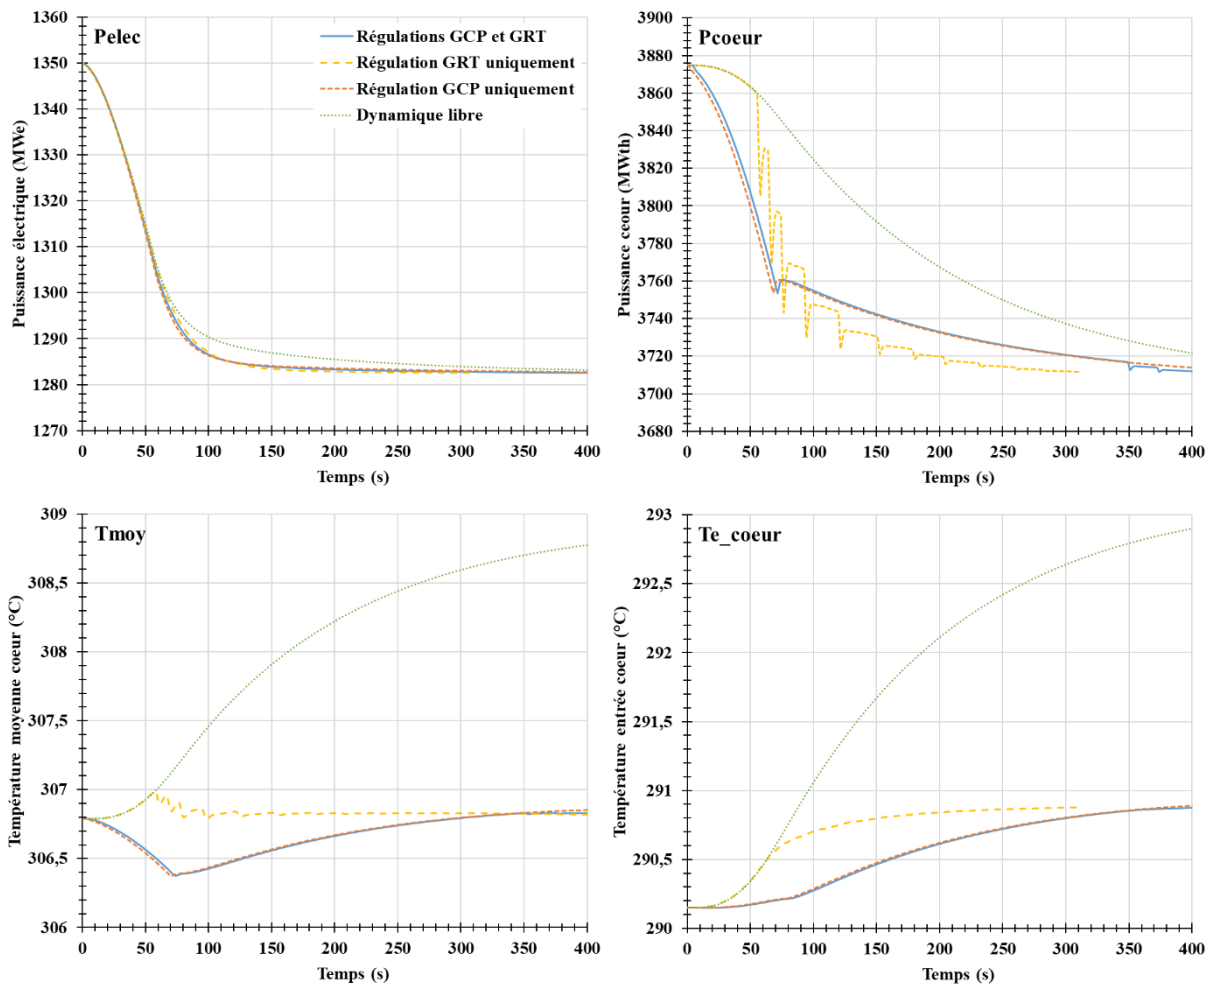 Pelec
Régulations GCP et GRT
Régulation GRT uniquement
Régulation GCP uniquement
Dynamique libre
Puissance électrique (MWe)
1360
1350
1340
1330
1320
1310
1300
1290
1280
1270
0 50 100 150 200 250 300 350 400
Temps (s)
Pcoeur
Puissance ceour (MWth)
3900
3880
3860
3840
3820
3800
3780
3760
3740
3720
3700
3680
0 50 100 150 200 250 300 350 400
Temps (s)
Tmoy
Température moyenne coeur (°C)
309
308,5
308
307,5
307
306,5
306
0 50 100 150 200 250 300 350 400
Temps (s)
Te_coeur
Température entrée coeur (°C)
293
292,5
292
291,5
291
290,5
290
0 50 100 150 200 250 300 350 400
Temps (s)